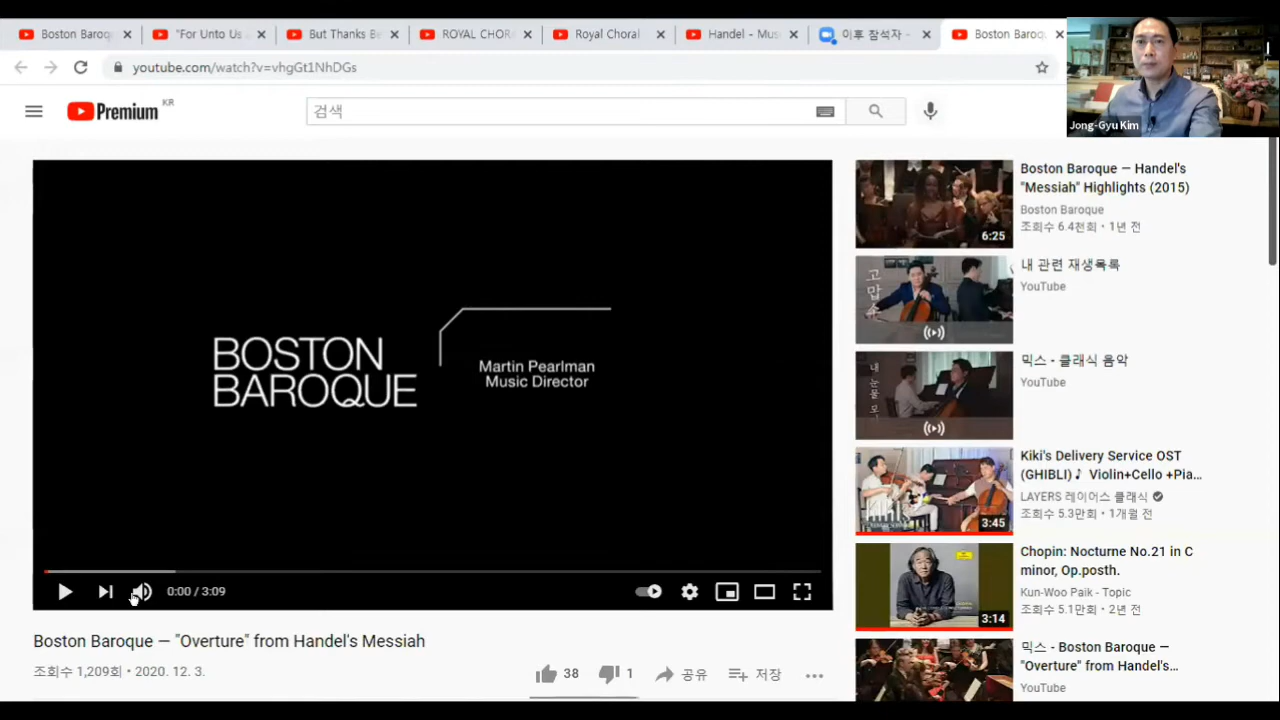 Boston Baroq
"For Unto Us
But Thanks B
ROYAL CHOR
Royal Choral
Handel - Mus
이후 참석자 -
Boston Baroq
youtube.com/watch?v=vhgGt1NhDGs
Jong-Gyu Kim
Premium KR
검색
BOSTON
BAROQUE
Martin Pearlman
Music Director
0:00 / 3:09
Boston Baroque — "Overture" from Handel's Messiah
조회수 1,209회 • 2020. 12. 3.
38
1
공유
저장
Boston Baroque — Handel's
"Messiah" Highlights (2015)
Boston Baroque
조회수 6.4천회 • 1년 전
6:25
내 관련 재생목록
YouTube
고맙소
믹스 - 클래식 음악
YouTube
내 눈물 모
Kiki's Delivery Service OST
(GHIBLI)♪ Violin+Cello +Pia...
LAYERS 레이어스 클래식
조회수 5.3만회 • 1개월 전
3:45
Chopin: Nocturne No.21 in C
minor, Op.posth.
Kun-Woo Paik - Topic
조회수 5.1만회 • 2년 전
3:14
믹스 - Boston Baroque —
"Overture" from Handel's...
YouTube